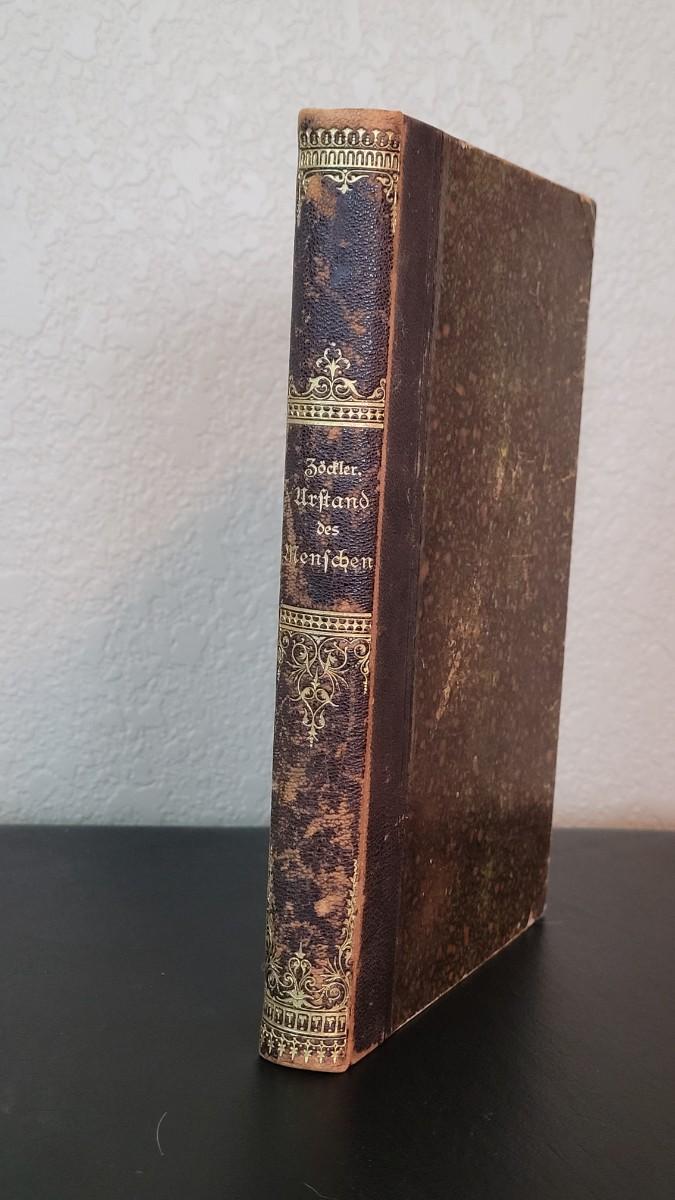 Zöckler.
Urstand
des
Menschen